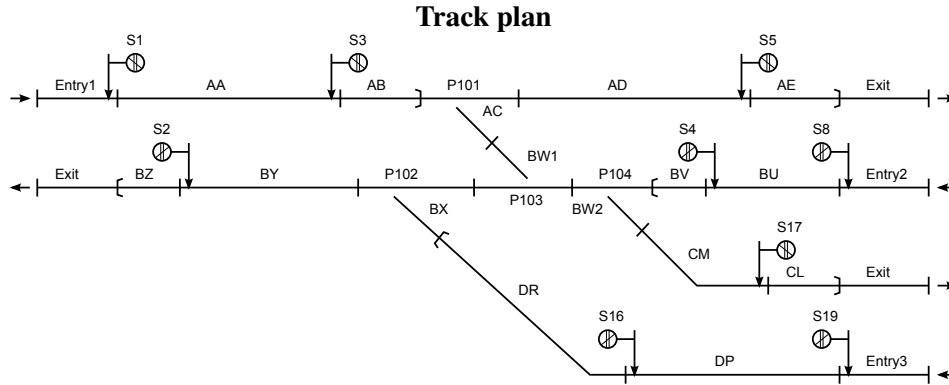 Track plan
S1 S3 S5
Entry1 AA AB P101 AD AE Exit
AC
S2 BW1 S4 S8
Exit BZ BY P102 P103 P104 BV BU Entry2
BX BW2
S17
CM CL Exit
DR
S16 S19
DP Entry3